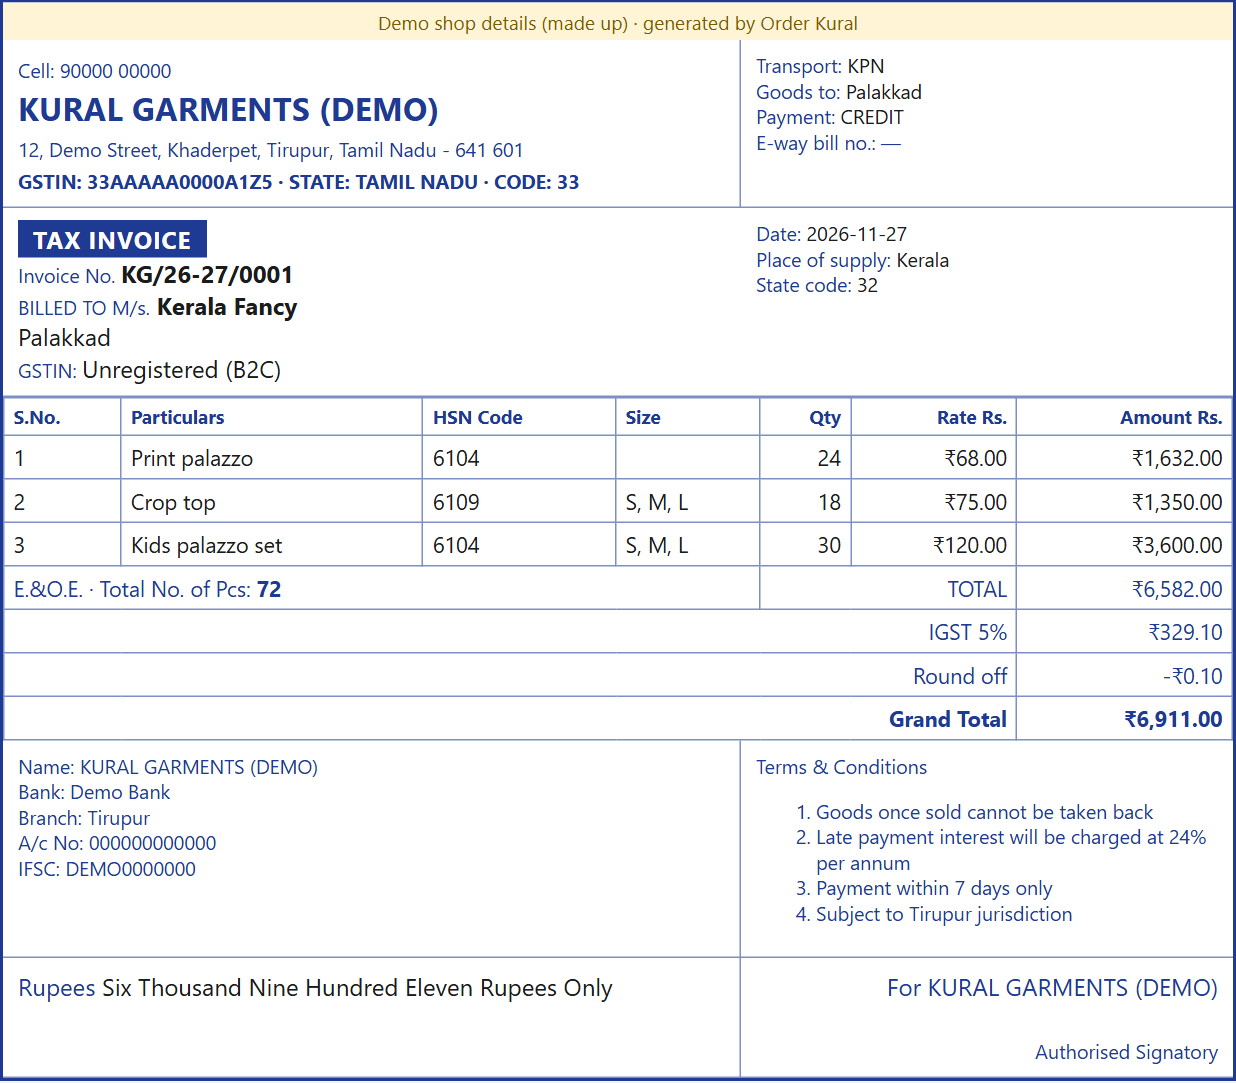 Demo shop details (made up) · generated by Order Kural
Cell: 90000 00000
KURAL GARMENTS (DEMO)
12, Demo Street, Khaderpet, Tirupur, Tamil Nadu - 641 601
GSTIN: 33AAAAA0000A1Z5 · STATE: TAMIL NADU · CODE: 33
Transport: KPN
Goods to: Palakkad
Payment: CREDIT
E-way bill no.: —
TAX INVOICE
Invoice No. KG/26-27/0001
BILLED TO M/s. Kerala Fancy
Palakkad
GSTIN: Unregistered (B2C)
Date: 2026-11-27
Place of supply: Kerala
State code: 32
S.No. Particulars HSN Code Size Qty Rate Rs. Amount Rs.
1 Print palazzo 6104 24 ₹68.00 ₹1,632.00
2 Crop top 6109 S, M, L 18 ₹75.00 ₹1,350.00
3 Kids palazzo set 6104 S, M, L 30 ₹120.00 ₹3,600.00
E.&O.E. · Total No. of Pcs: 72 TOTAL ₹6,582.00
IGST 5% ₹329.10
Round off -₹0.10
Grand Total ₹6,911.00
Name: KURAL GARMENTS (DEMO)
Bank: Demo Bank
Branch: Tirupur
A/c No: 000000000000
IFSC: DEMO0000000
Terms & Conditions
1. Goods once sold cannot be taken back
2. Late payment interest will be charged at 24%
per annum
3. Payment within 7 days only
4. Subject to Tirupur jurisdiction
Rupees Six Thousand Nine Hundred Eleven Rupees Only
For KURAL GARMENTS (DEMO)
Authorised Signatory